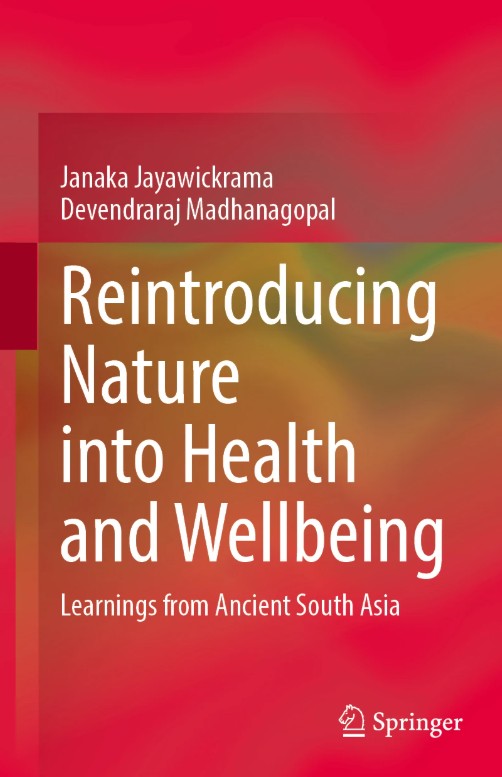 Janaka Jayawickrama
Devendraraj Madhanagopal
Reintroducing
Nature
into Health
and Wellbeing
Learnings from Ancient South Asia
Springer